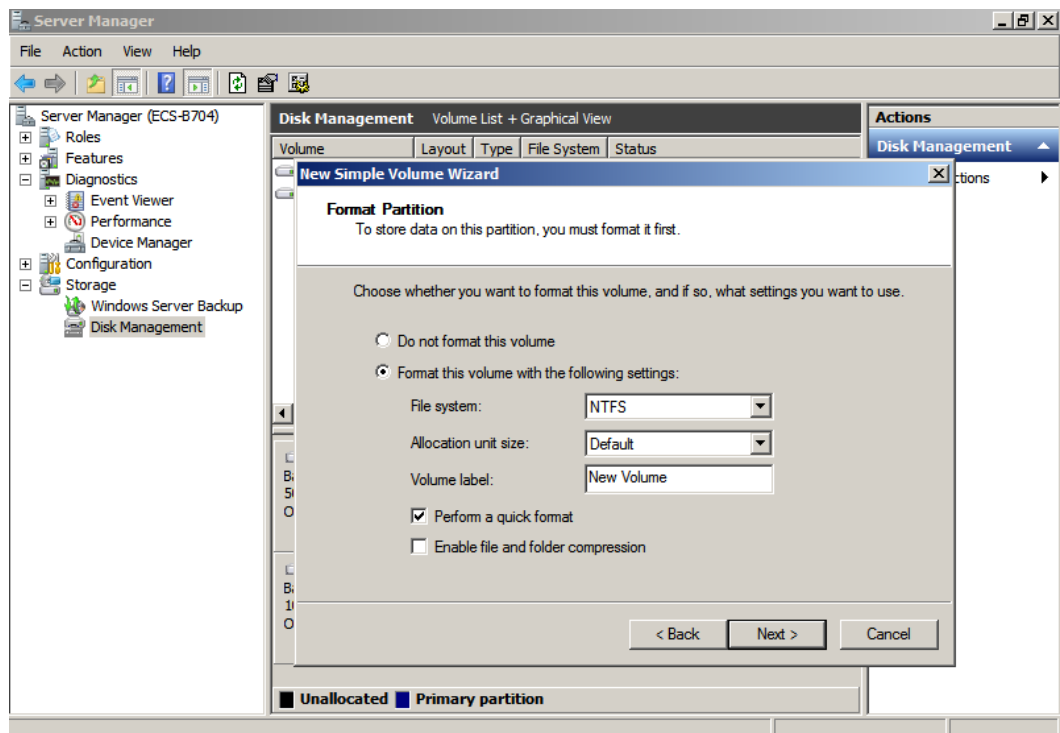 Server Manager
File Action View Help
Server Manager (ECS-B704)
Roles
Features
Diagnostics
Event Viewer
Performance
Device Manager
Configuration
Storage
Windows Server Backup
Disk Management
Disk Management Volume List + Graphical View
Volume Layout Type File System Status
Actions
Disk Management
ctions
New Simple Volume Wizard
Format Partition
To store data on this partition, you must format it first.
Choose whether you want to format this volume, and if so, what settings you want to use.
Do not format this volume
Format this volume with the following settings:
File system: NTFS
Allocation unit size: Default
Volume label: New Volume
Perform a quick format
Enable file and folder compression
< Back Next > Cancel
Unallocated Primary partition